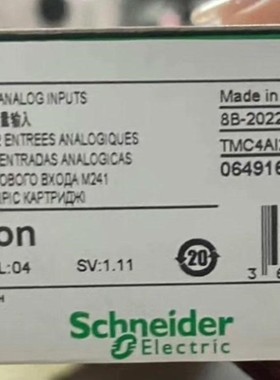 ANALOG INPUTS
量输入
ENTREES ANALOGIQUES
ENTRADAS ANALOGICAS
ОВОГО ВХОДА M241
КАРТРИДЖІ
on
L:04 SV:1.11
Made in
8B-2022
TMC4AI
064916
20
3
Schneider
Electric